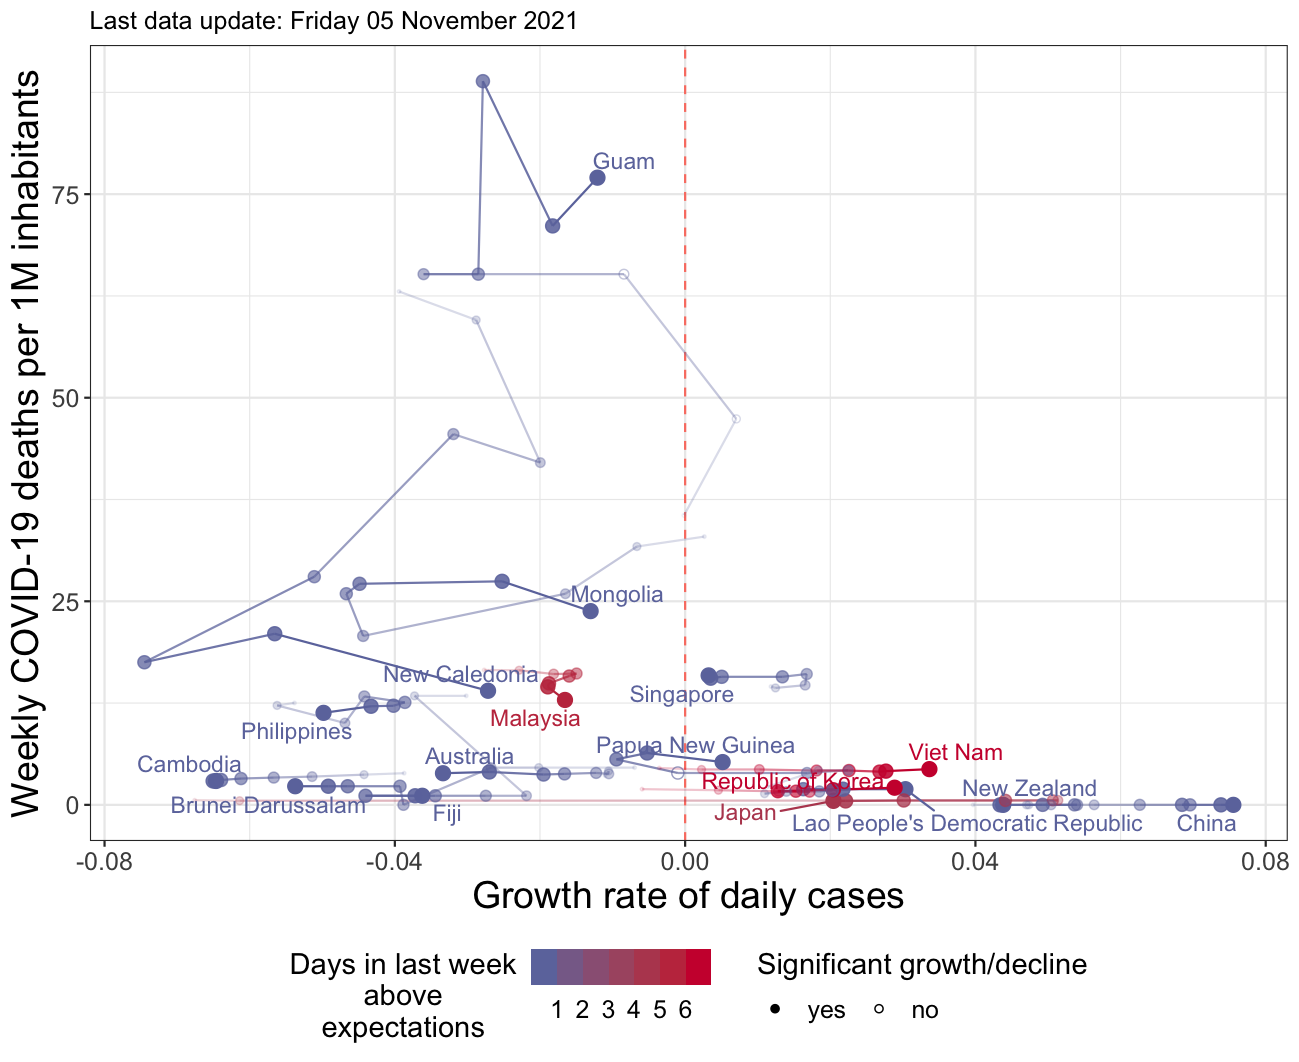 Last data update: Friday 05 November 2021
Weekly COVID-19 deaths per 1M inhabitants
75
50
25
0
Guam
Mongolia
New Caledonia
Singapore
Malaysia
Philippines
Papua New Guinea
Australia
Viet Nam
Cambodia
Republic of Korea
New Zealand
Brunei Darussalam
Fiji
Japan
Lao People's Democratic Republic
China
-0.08
-0.04
0.00
0.04
0.08
Growth rate of daily cases
Days in last week
above
expectations
1 2 3 4 5 6
Significant growth/decline
yes
no